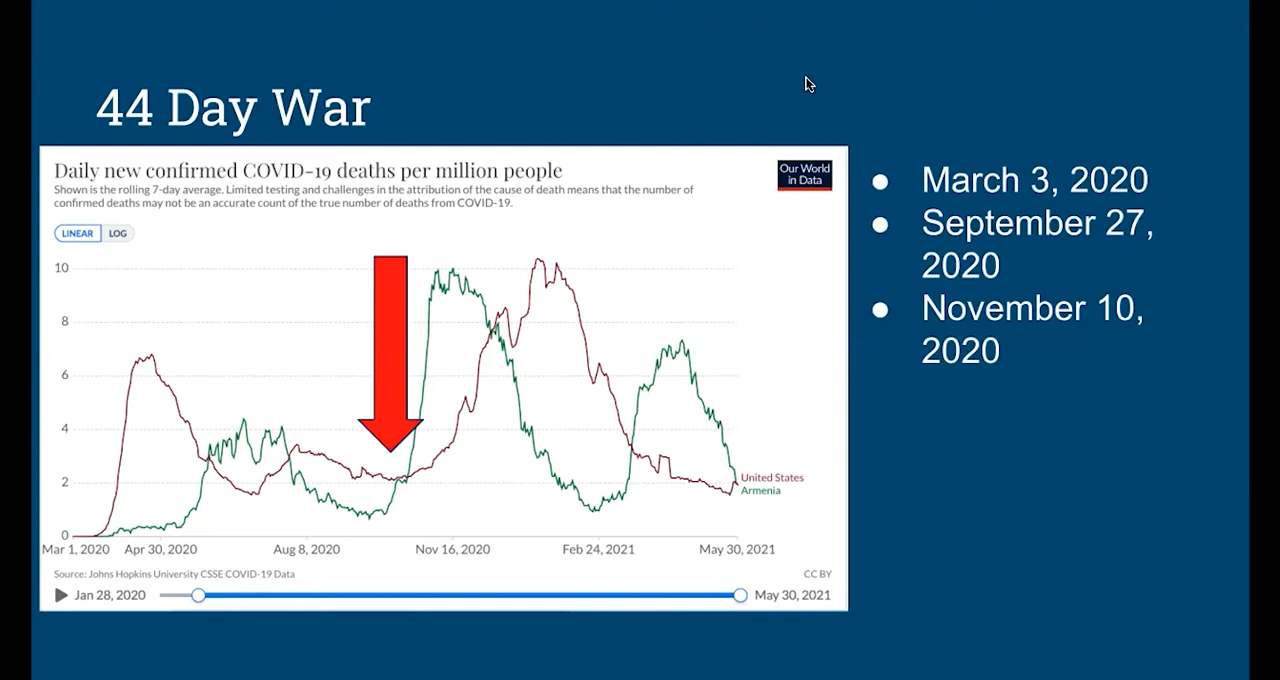 44 Day War
Daily new confirmed COVID-19 deaths per million people
Shown is the rolling 7-day average. Limited testing and challenges in the attribution of the cause of death means that the number of
confirmed deaths may not be an accurate count of the true number of deaths from COVID-19.
Our World
in Data
LINEAR LOG
10
8
6
4
2
0
United States
Armenia
Mar 1, 2020 Apr 30, 2020 Aug 8, 2020 Nov 16, 2020 Feb 24, 2021 May 30, 2021
Source: Johns Hopkins University CSSE COVID-19 Data CC BY
Jan 28, 2020 May 30, 2021
● March 3, 2020
● September 27,
2020
● November 10,
2020